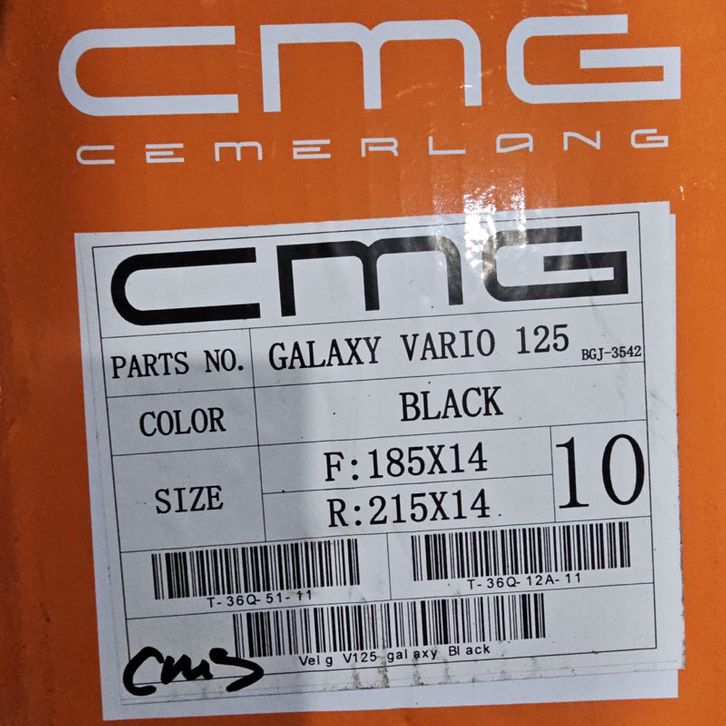 CMG
CEMERLANG
CMG
PARTS NO. GALAXY VARIO 125 BGJ-3542
COLOR BLACK
SIZE F:185X14 10
R:215X14
T-36Q-51-11 T-36Q-12A-11
Velg V125 galaxy Black
cms